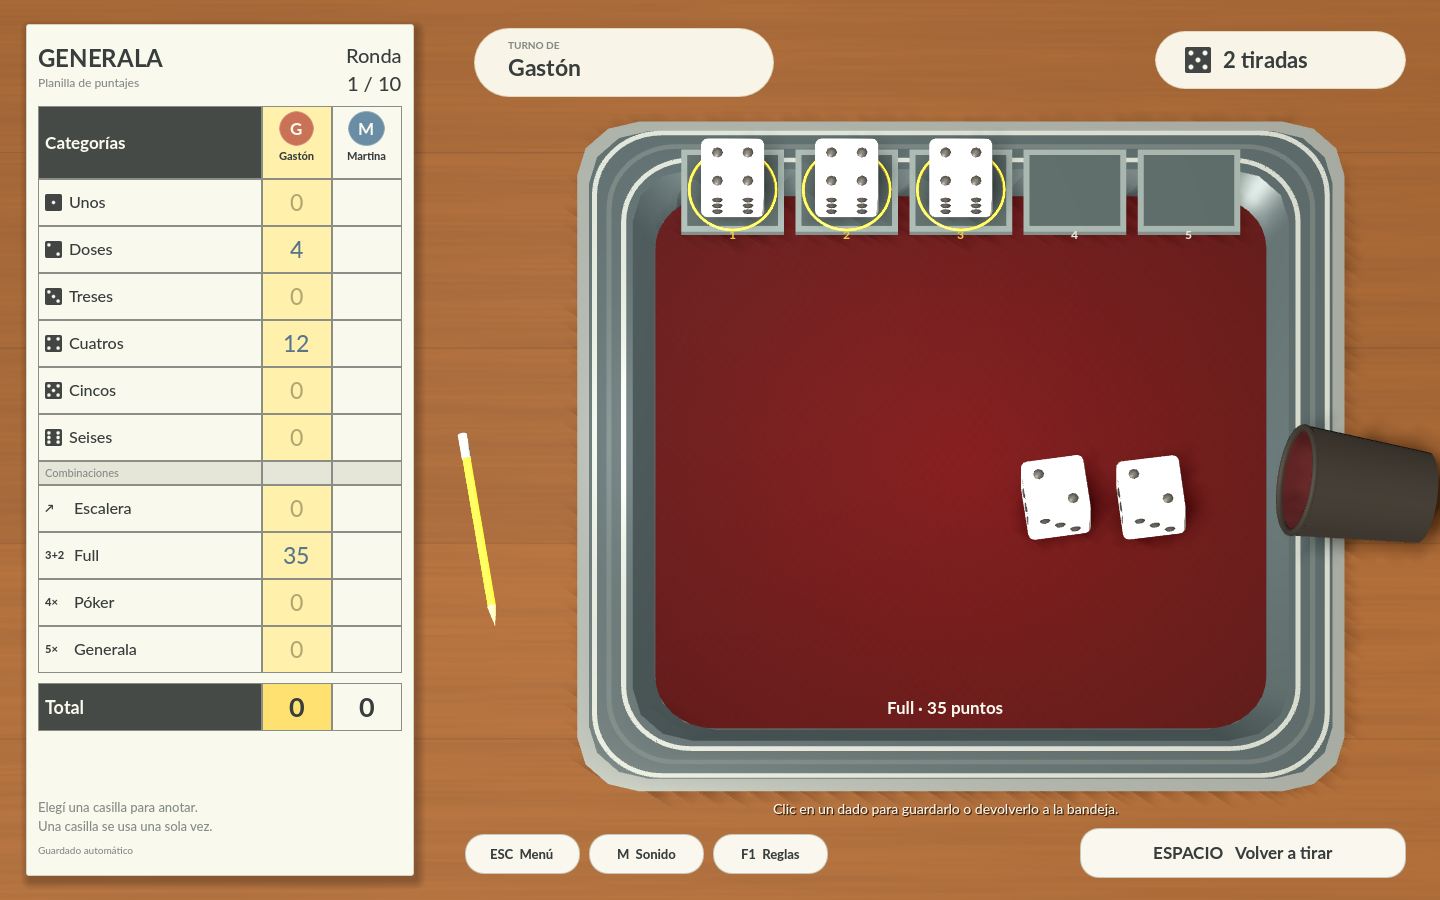 GENERALA
Planilla de puntajes
Ronda
1 / 10
Categorías
G
Gastón
M
Martina
Unos 0
Doses 4
Treses 0
Cuatros 12
Cincos 0
Seises 0
Combinaciones
Escalera 0
3+2 Full 35
4× Póker 0
5× Generala 0
Total 0 0
Elegí una casilla para anotar.
Una casilla se usa una sola vez.
Guardado automático
TURNO DE
Gastón
2 tiradas
1 2 3 4 5
Full · 35 puntos
Clic en un dado para guardarlo o devolverlo a la bandeja.
ESC Menú
M Sonido
F1 Reglas
ESPACIO Volver a tirar